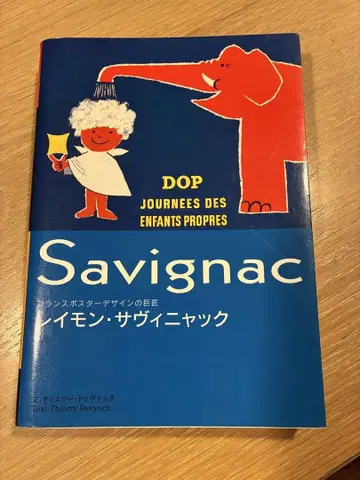 DOP
JOURNEES DES
ENFANTS PROPRES
Savignac
フランスポスターデザインの巨匠
レイモン・サヴィニャック
文:ティエリー・ドゥヴァンク
Text: Thierry Devynck